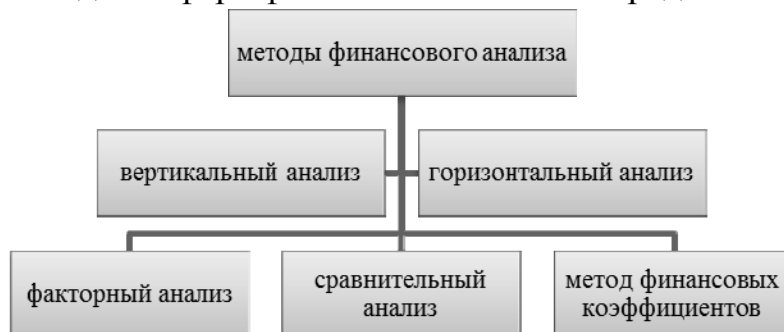 методы финансового анализа
вертикальный анализ
горизонтальный анализ
факторный анализ
сравнительный
анализ
метод финансовых
коэффициентов